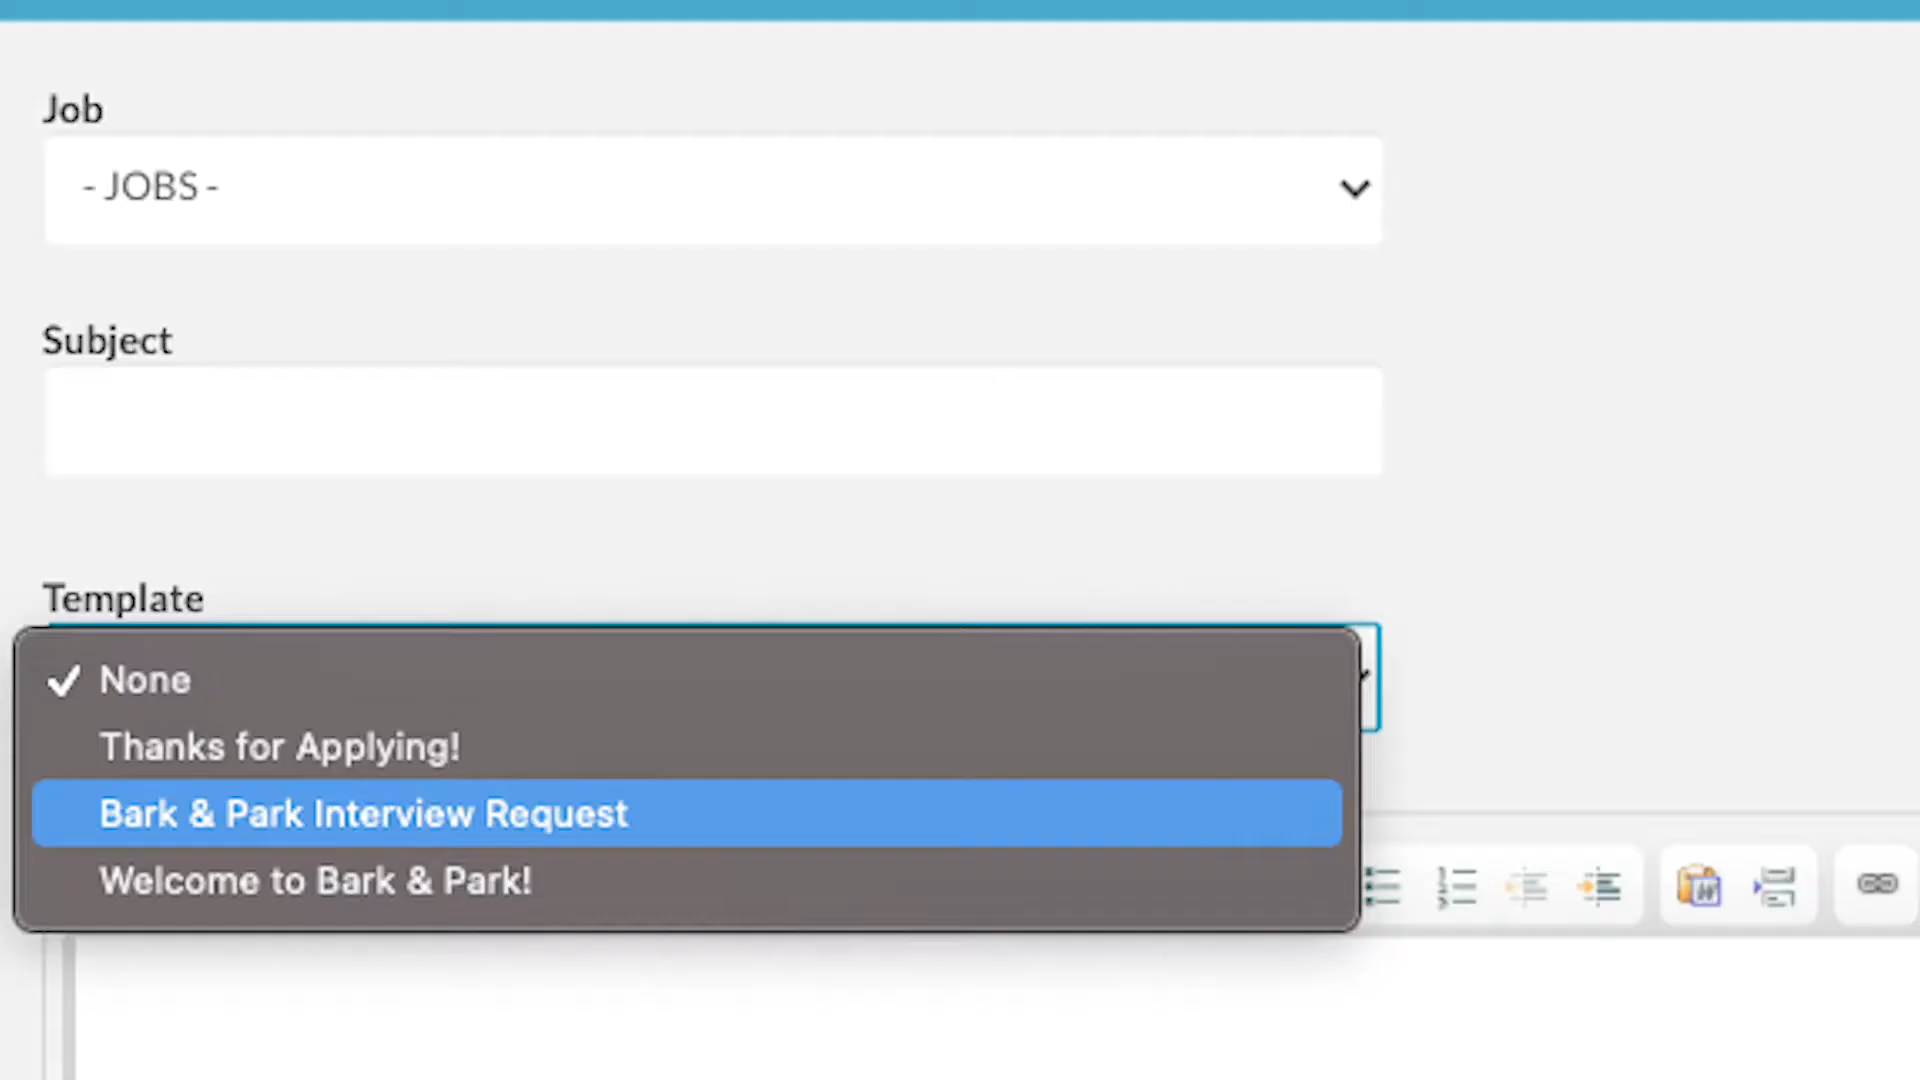 Job
- JOBS -
Subject
Template
None
Thanks for Applying!
Bark & Park Interview Request
Welcome to Bark & Park!